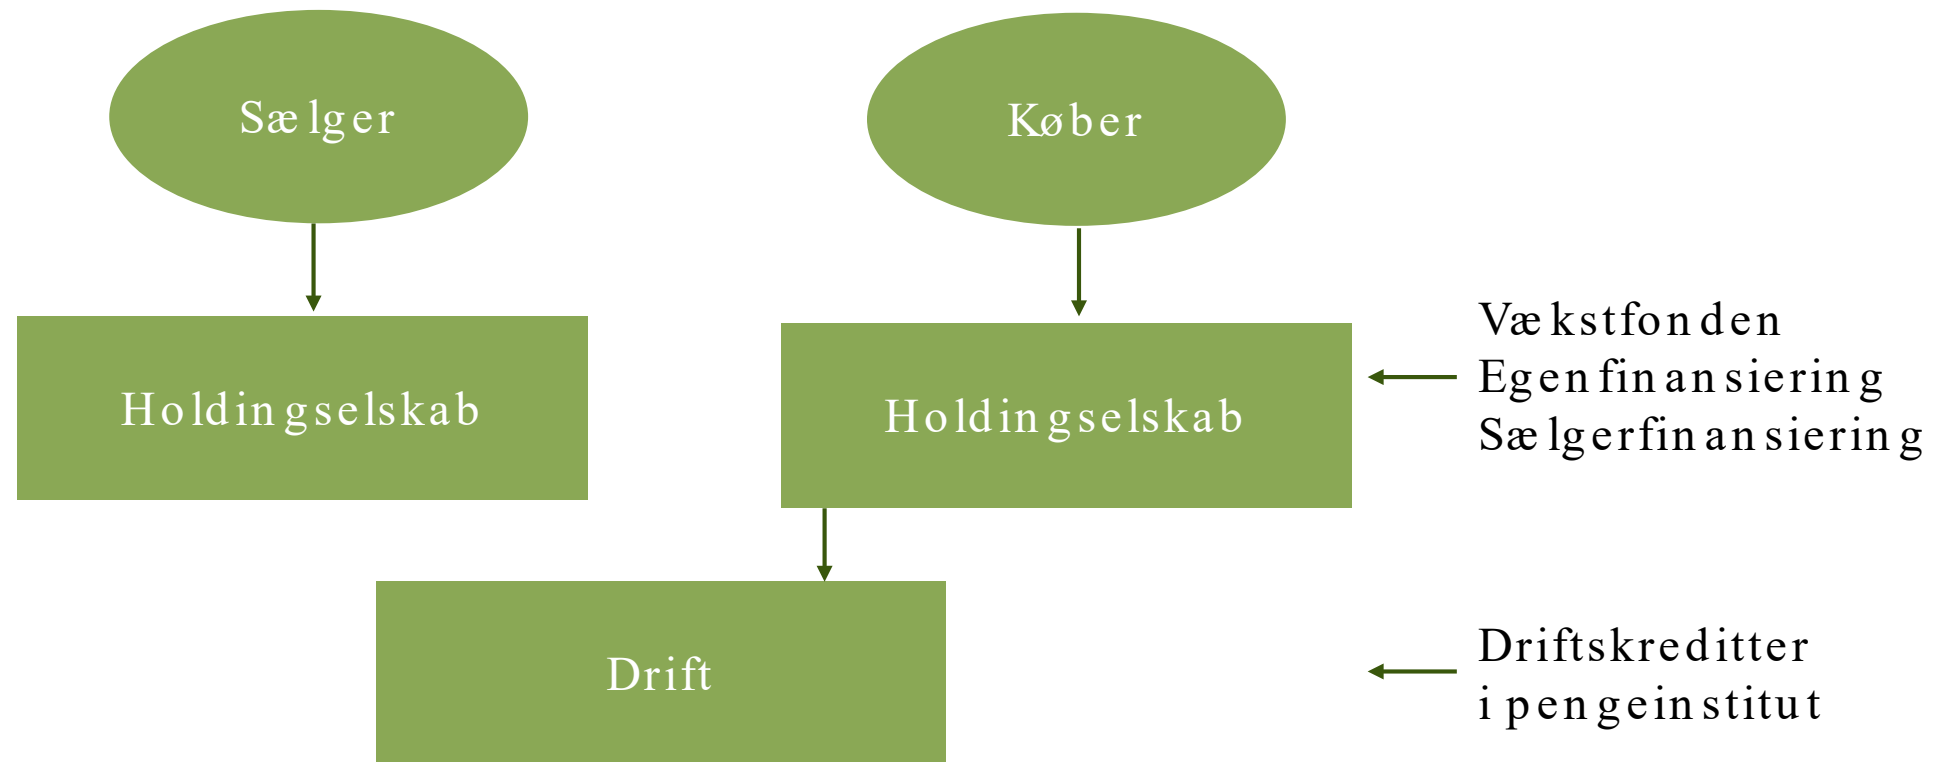 Sælger
Køber
Holdingselskab
Holdingselskab
Vækstfonden
Egenfinansiering
Sælgerfinansiering
Drift
Driftskreditter
i pengeinstitut